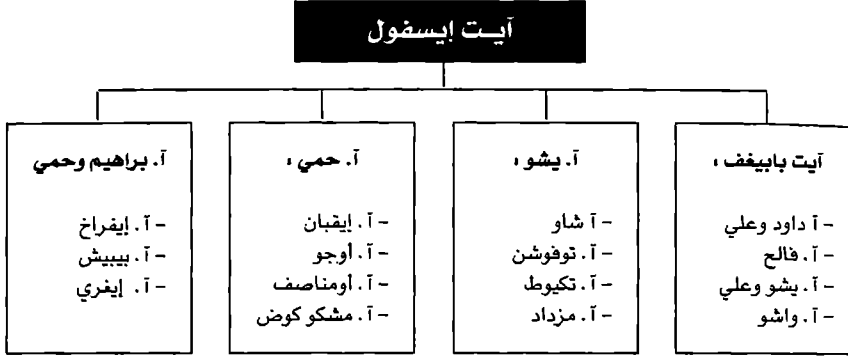 آيت إيسفول
آيت بابيغف :
- آ داود وعلي
- آ. فالح
- آ. يشو وعلي
- آ. واشو
آ. يشو :
- آ شاو
- آ. توفوشن
- آ. تكيوط
- آ. مزداد
آ. حمي :
- آ. إيقبان
- آ. أوجو
- آ. أومناصف
- آ. مشكو كوض
آ. براهيم وحمي
- آ. إيفراخ
- آ. بيبيش
- آ. إيفري